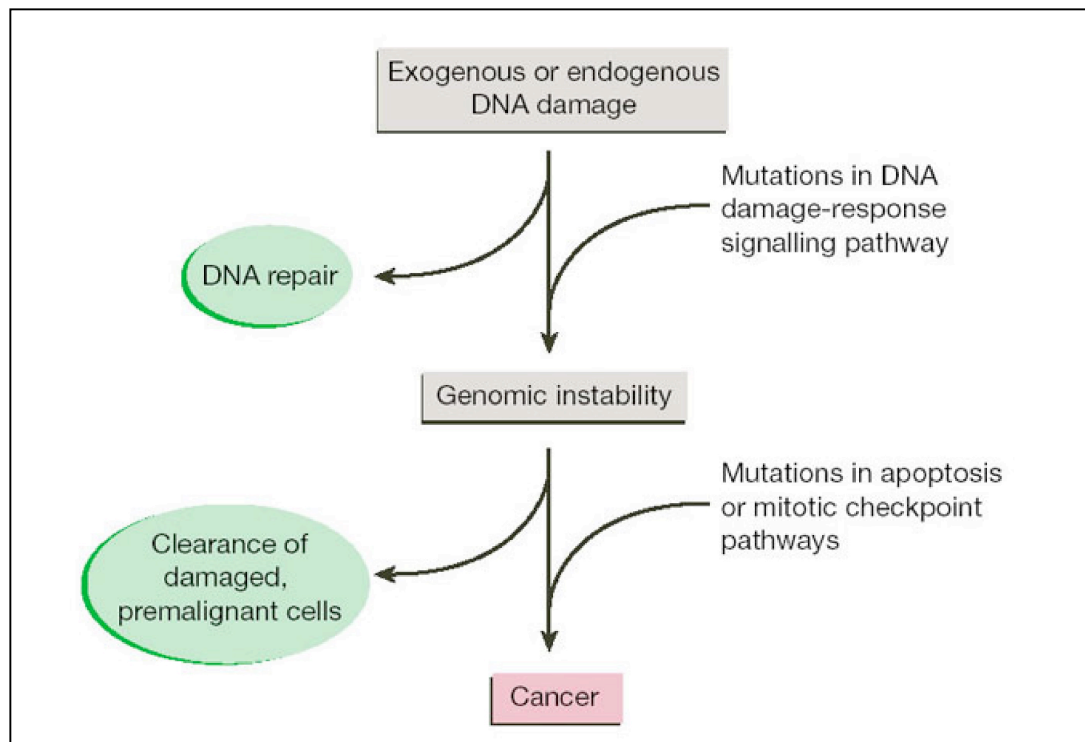 Exogenous or endogenous
DNA damage
Mutations in DNA
damage-response
signalling pathway
DNA repair
Genomic instability
Mutations in apoptosis
or mitotic checkpoint
pathways
Clearance of
damaged,
premalignant cells
Cancer